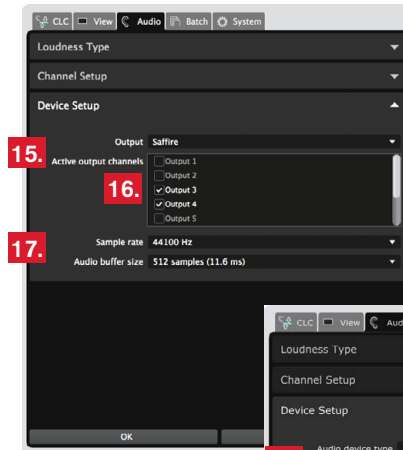 CLC View Audio Batch System
Loudness Type
Channel Setup
Device Setup
15. Output Saffire
Active output channels Output 1
16. Output 2
Output 3
Output 4
Output 5
17. Sample rate 44100 Hz
Audio buffer size 512 samples (11.6 ms)
OK
CLC View Aud
Loudness Type
Channel Setup
Device Setup
Audio device type